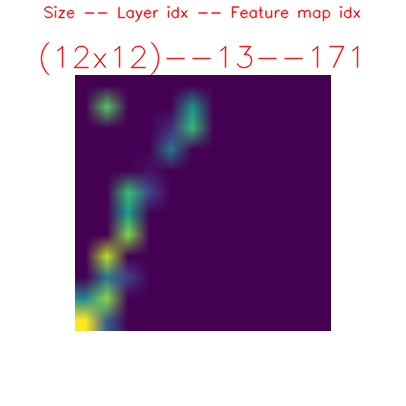 Size -- Layer idx -- Feature map idx
(12x12)--13--171